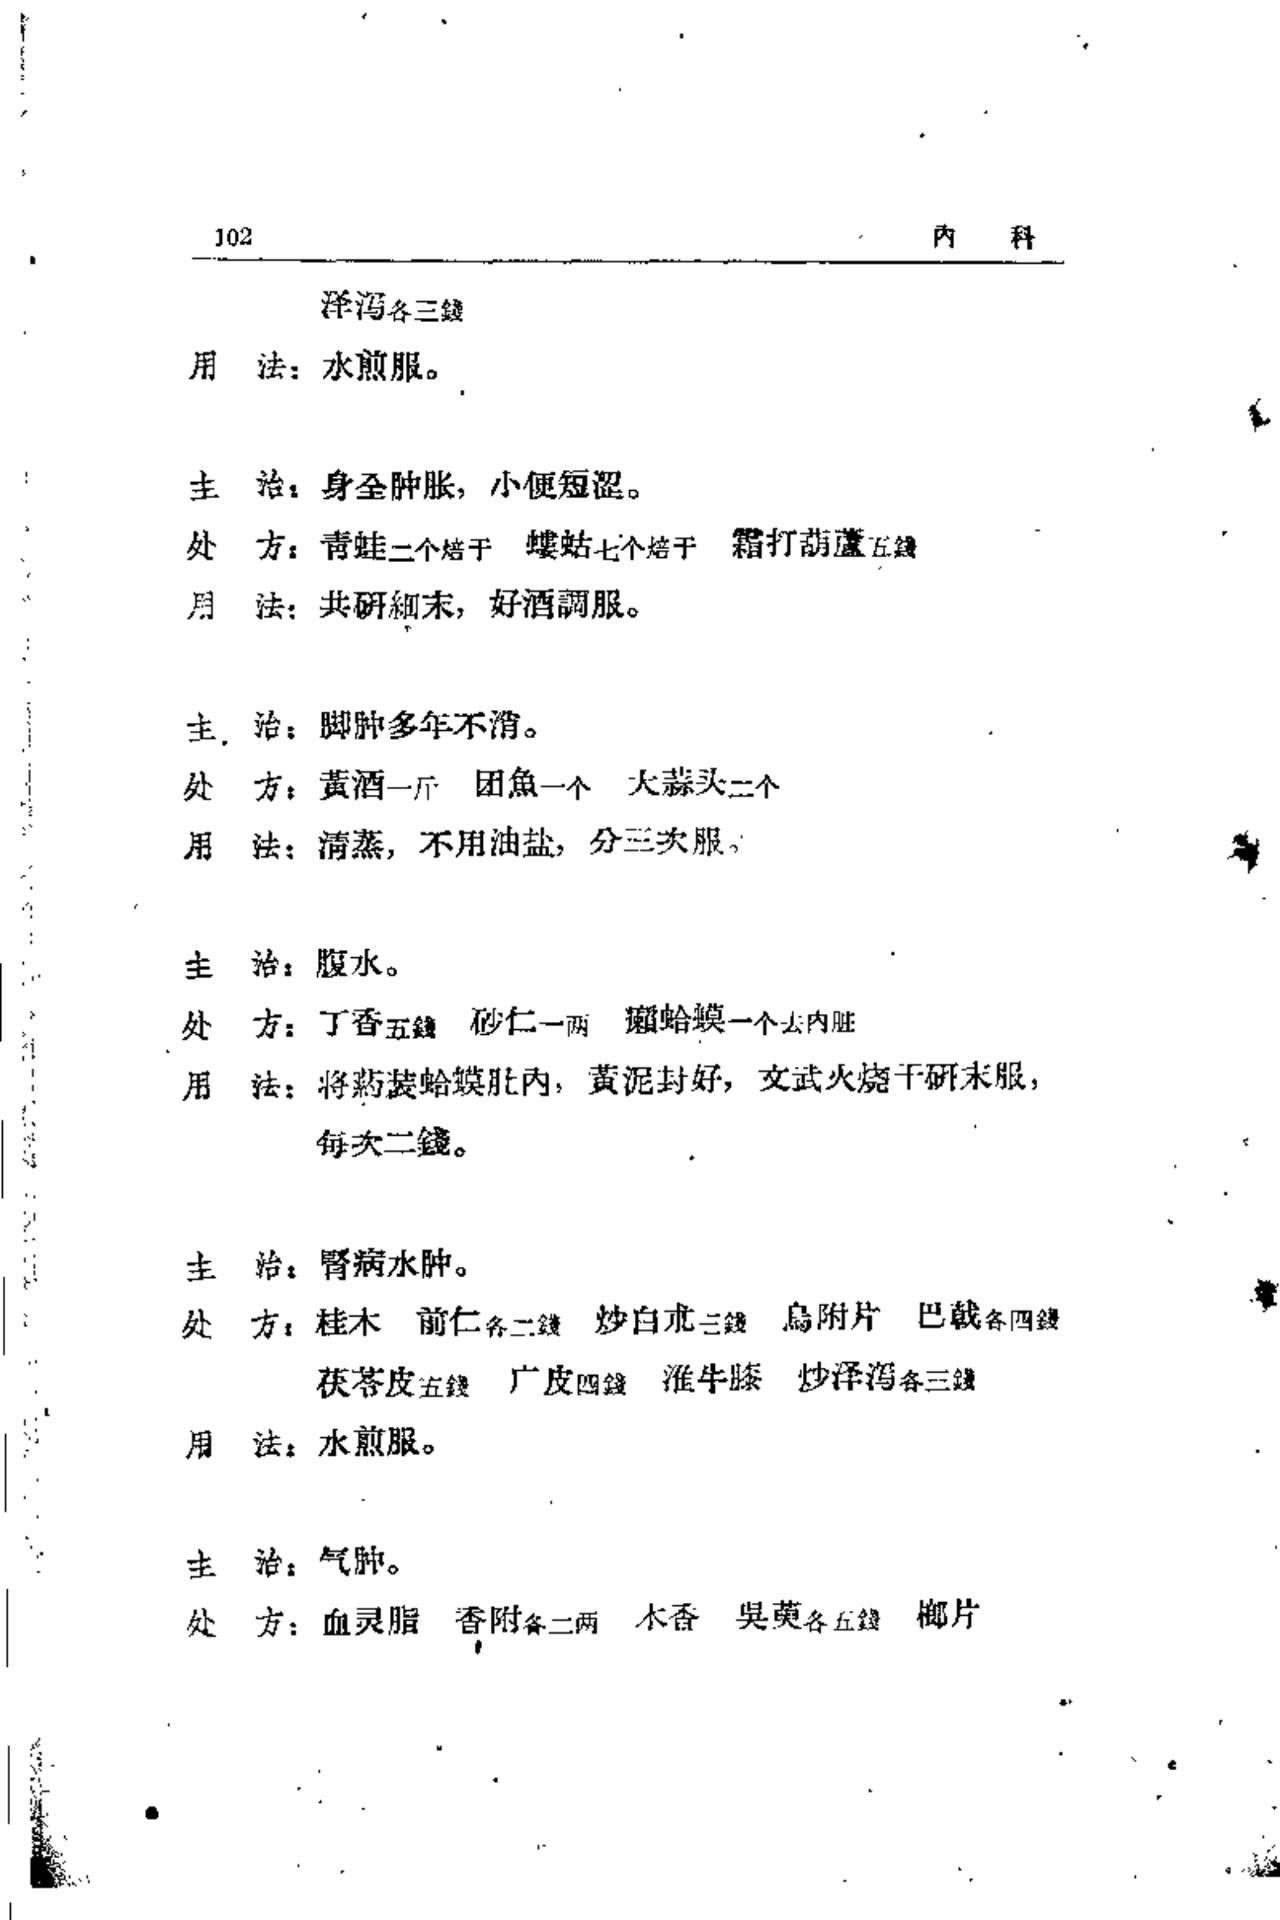 102 内 科
泽泻各三錢
用 法：水煎服。
主 治：身全肿胀，小便短涩。
处 方：青蛙二个焙干 螻蛄七个焙干 霜打葫蘆五錢
用 法：共研細末，好酒調服。
主 治：脚肿多年不消。
处 方：黃酒一斤 团魚一个 大蒜头二个
用 法：清蒸，不用油盐，分三次服。
主 治：腹水。
处 方：丁香五錢 砂仁一两 癩蛤蟆一个去内脏
用 法：将药装蛤蟆肚内，黃泥封好，文武火烧干研末服，
每次二錢。
主 治：腎病水肿。
处 方：桂木 前仁各二錢 炒白朮三錢 烏附片 巴戟各四錢
茯苓皮五錢 广皮四錢 淮牛膝 炒泽泻各三錢
用 法：水煎服。
主 治：气肿。
处 方：血灵脂 香附各二两 木香 吳萸各五錢 榔片